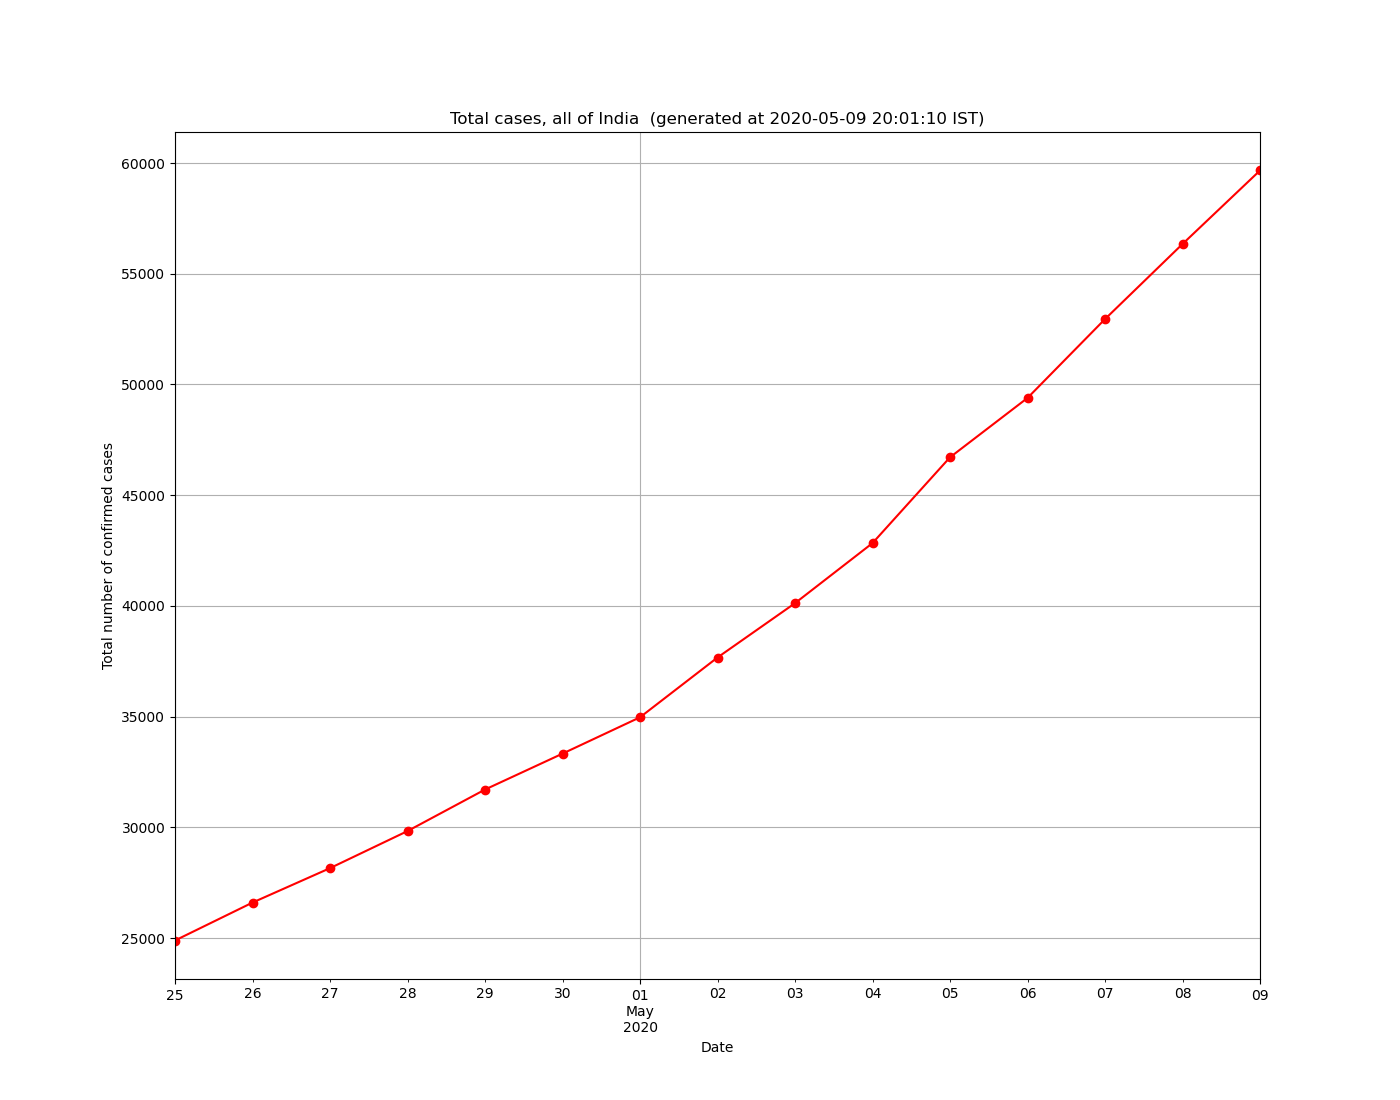 Total cases, all of India  (generated at 2020-05-09 20:01:10 IST)
60000
55000
50000
45000
40000
35000
30000
25000
Total number of confirmed cases
25 26 27 28 29 30 01 02 03 04 05 06 07 08 09
May
2020
Date